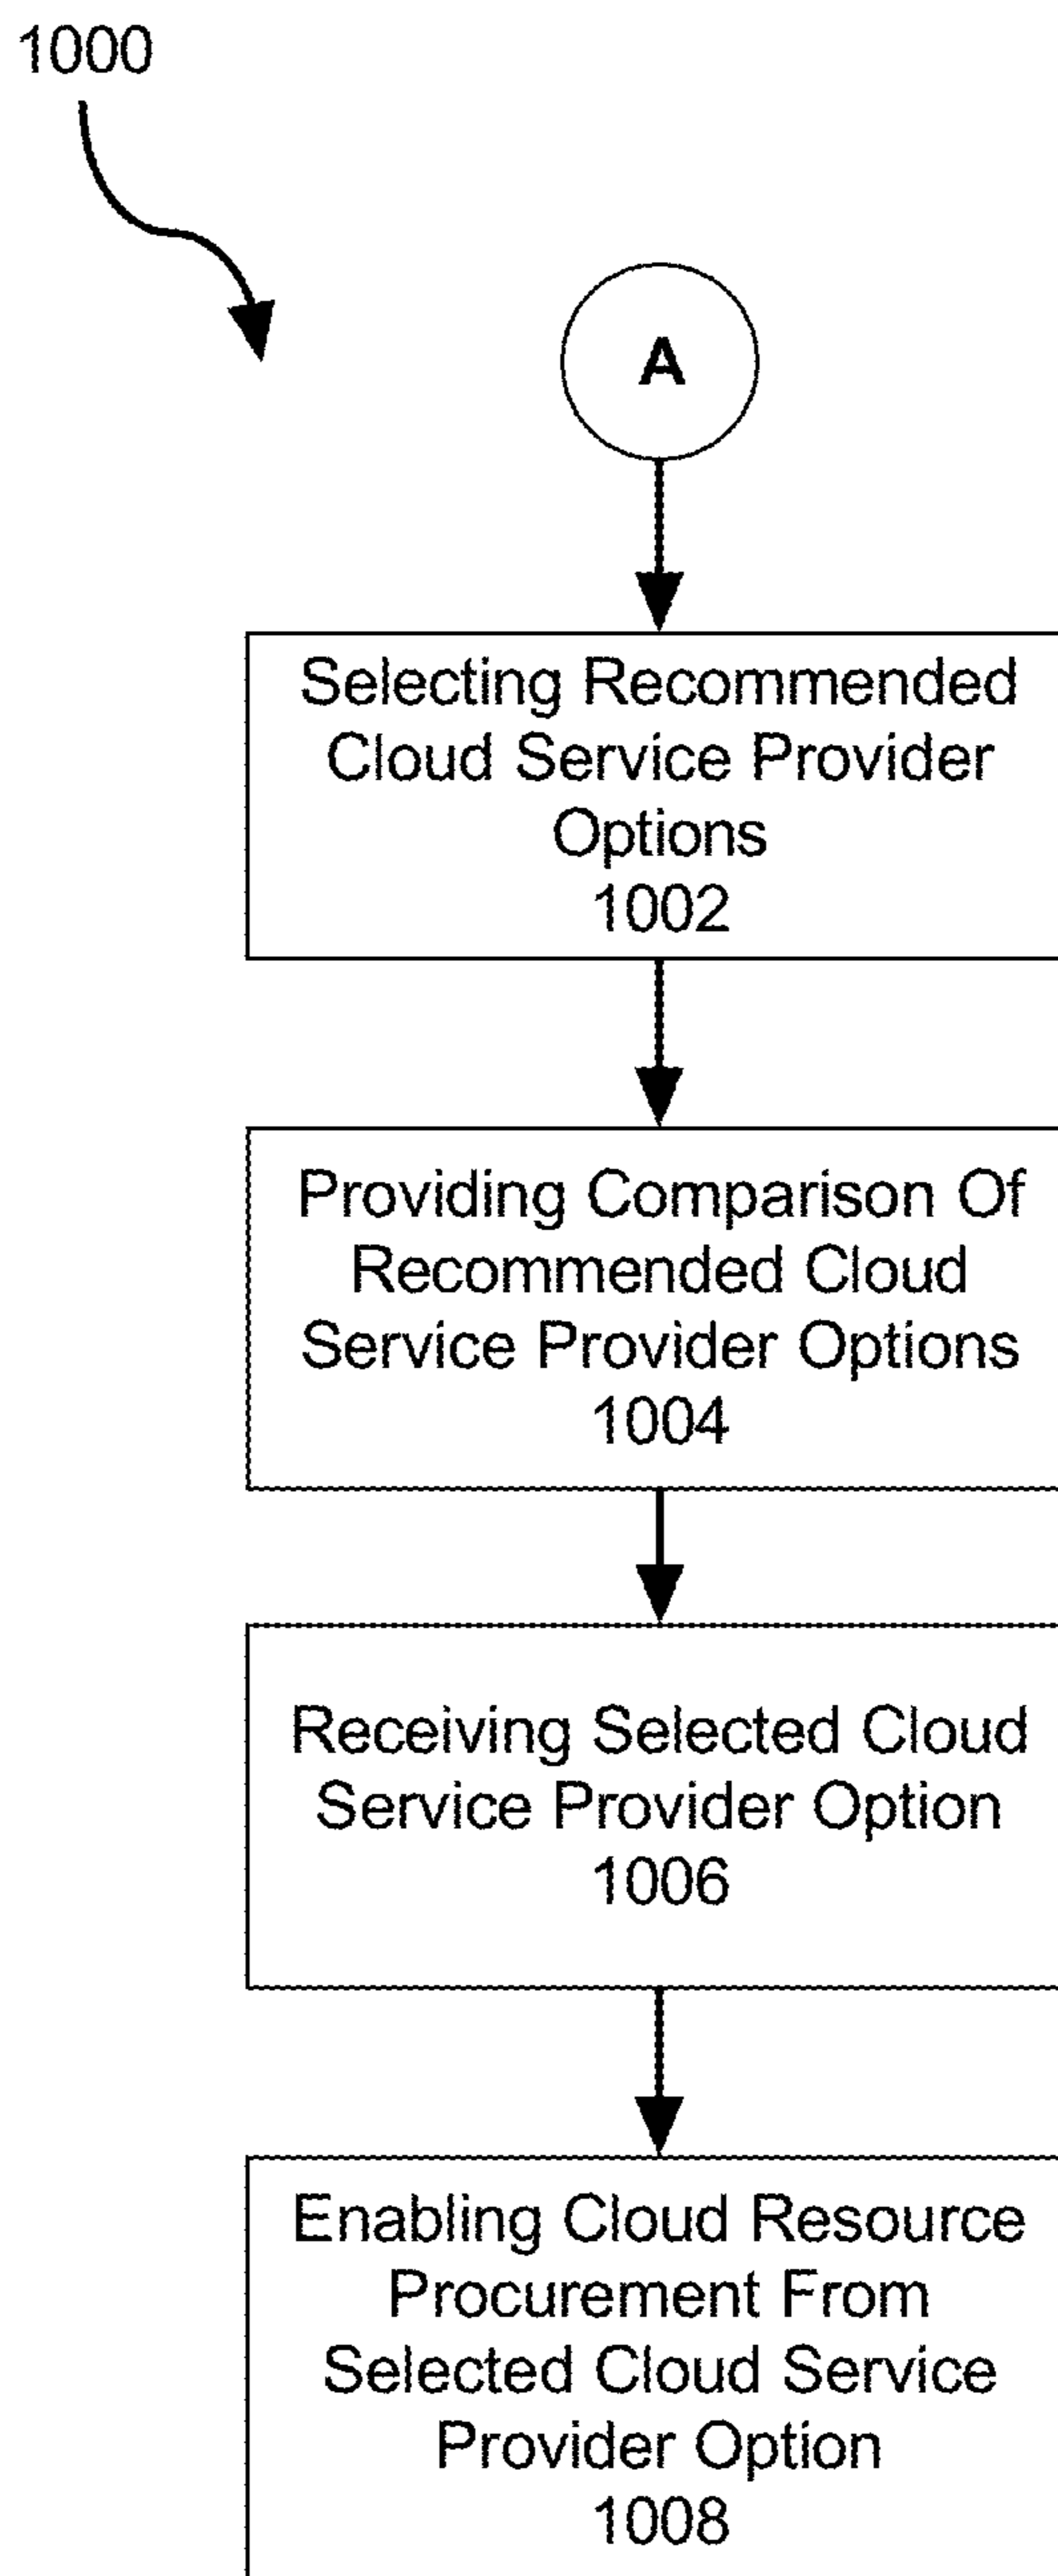 1000
A
Selecting Recommended
Cloud Service Provider
Options
1002
Providing Comparison Of
Recommended Cloud
Service Provider Options
1004
Receiving Selected Cloud
Service Provider Option
1006
Enabling Cloud Resource
Procurement From
Selected Cloud Service
Provider Option
1008